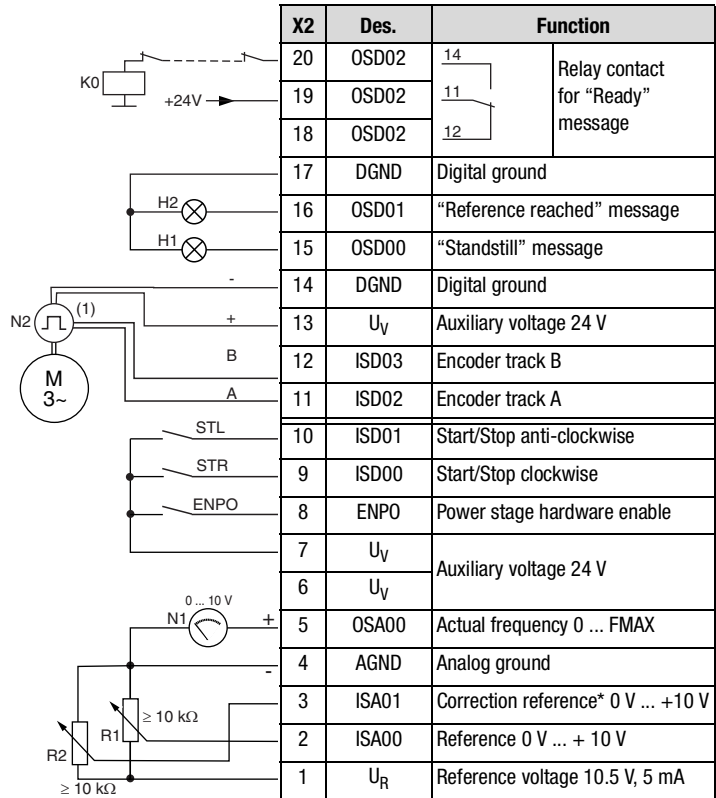 X2 Des. Function
K0
+24V
20 OSD02 14
19 OSD02 11
18 OSD02 12
Relay contact
for “Ready”
message
17 DGND Digital ground
H2 16 OSD01 “Reference reached” message
H1 15 OSD00 “Standstill” message
- 14 DGND Digital ground
N2 (1) + 13 UV Auxiliary voltage 24 V
B 12 ISD03 Encoder track B
M
3~
A 11 ISD02 Encoder track A
STL 10 ISD01 Start/Stop anti-clockwise
STR 9 ISD00 Start/Stop clockwise
ENPO 8 ENPO Power stage hardware enable
7 UV
6 UV
Auxiliary voltage 24 V
0 ... 10 V
N1 + 5 OSA00 Actual frequency 0 ... FMAX
- 4 AGND Analog ground
3 ISA01 Correction reference* 0 V ... +10 V
≥ 10 kΩ
R1 2 ISA00 Reference 0 V ... + 10 V
R2
≥ 10 kΩ
1 UR Reference voltage 10.5 V, 5 mA